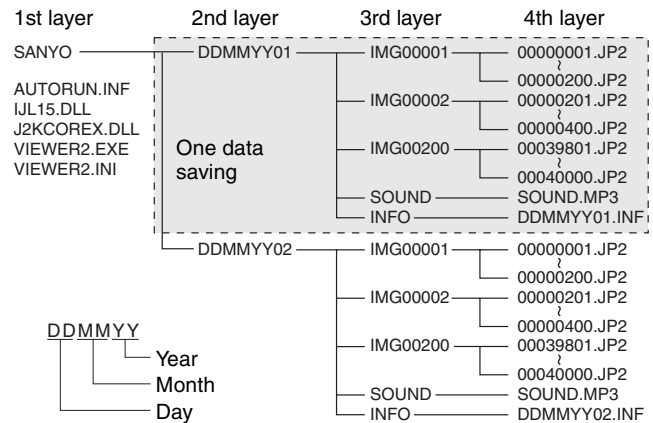 1st layer 2nd layer 3rd layer 4th layer
SANYO DDMMYY01 IMG00001 00000001.JP2
~
00000200.JP2
AUTORUN.INF
IJL15.DLL
J2KCOREX.DLL
VIEWER2.EXE
VIEWER2.INI
IMG00002 00000201.JP2
~
00000400.JP2
One data
saving
IMG00200 00039801.JP2
~
00040000.JP2
SOUND SOUND.MP3
INFO DDMMYY01.INF
DDMMYY02 IMG00001 00000001.JP2
~
00000200.JP2
IMG00002 00000201.JP2
~
00000400.JP2
IMG00200 00039801.JP2
~
00040000.JP2
SOUND SOUND.MP3
INFO DDMMYY02.INF
DDMMYY
Year
Month
Day